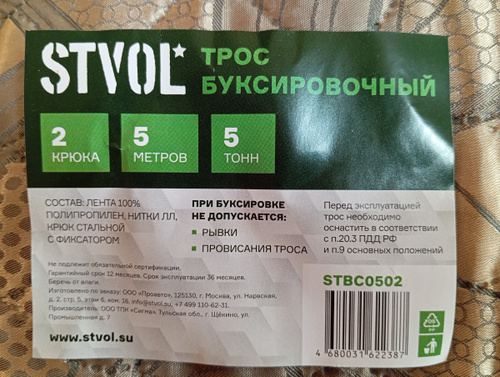 STVOL*
ТРОС
БУКСИРОВОЧНЫЙ
2
КРЮКА
5
МЕТРОВ
5
ТОНН
СОСТАВ: ЛЕНТА 100%
ПОЛИПРОПИЛЕН, НИТКИ ЛЛ,
КРЮК СТАЛЬНОЙ
С ФИКСАТОРОМ
ПРИ БУКСИРОВКЕ
НЕ ДОПУСКАЕТСЯ:
РЫВКИ
ПРОВИСАНИЯ ТРОСА
Перед эксплуатацией
трос необходимо
оснастить в соответствии
с п.20.3 ПДД РФ
и п.9 основных положений
Не подлежит обязательной сертификации.
Гарантийный срок 12 месяцев. Срок эксплуатации 36 месяцев.
Беречь от влаги.
Изготовлено по заказу: ООО «Провето», 125130, г. Москва, ул. Нарвская,
д. 2, стр. 5, этаж 6, ком. 16, info@stvol.su, +7 499 110-62-31.
Производитель: ООО ТПК «Сигма», Тульская обл., г. Щёкино, ул.
Промышленная д. 7
www.stvol.su
STBC0502
4 680031 622387